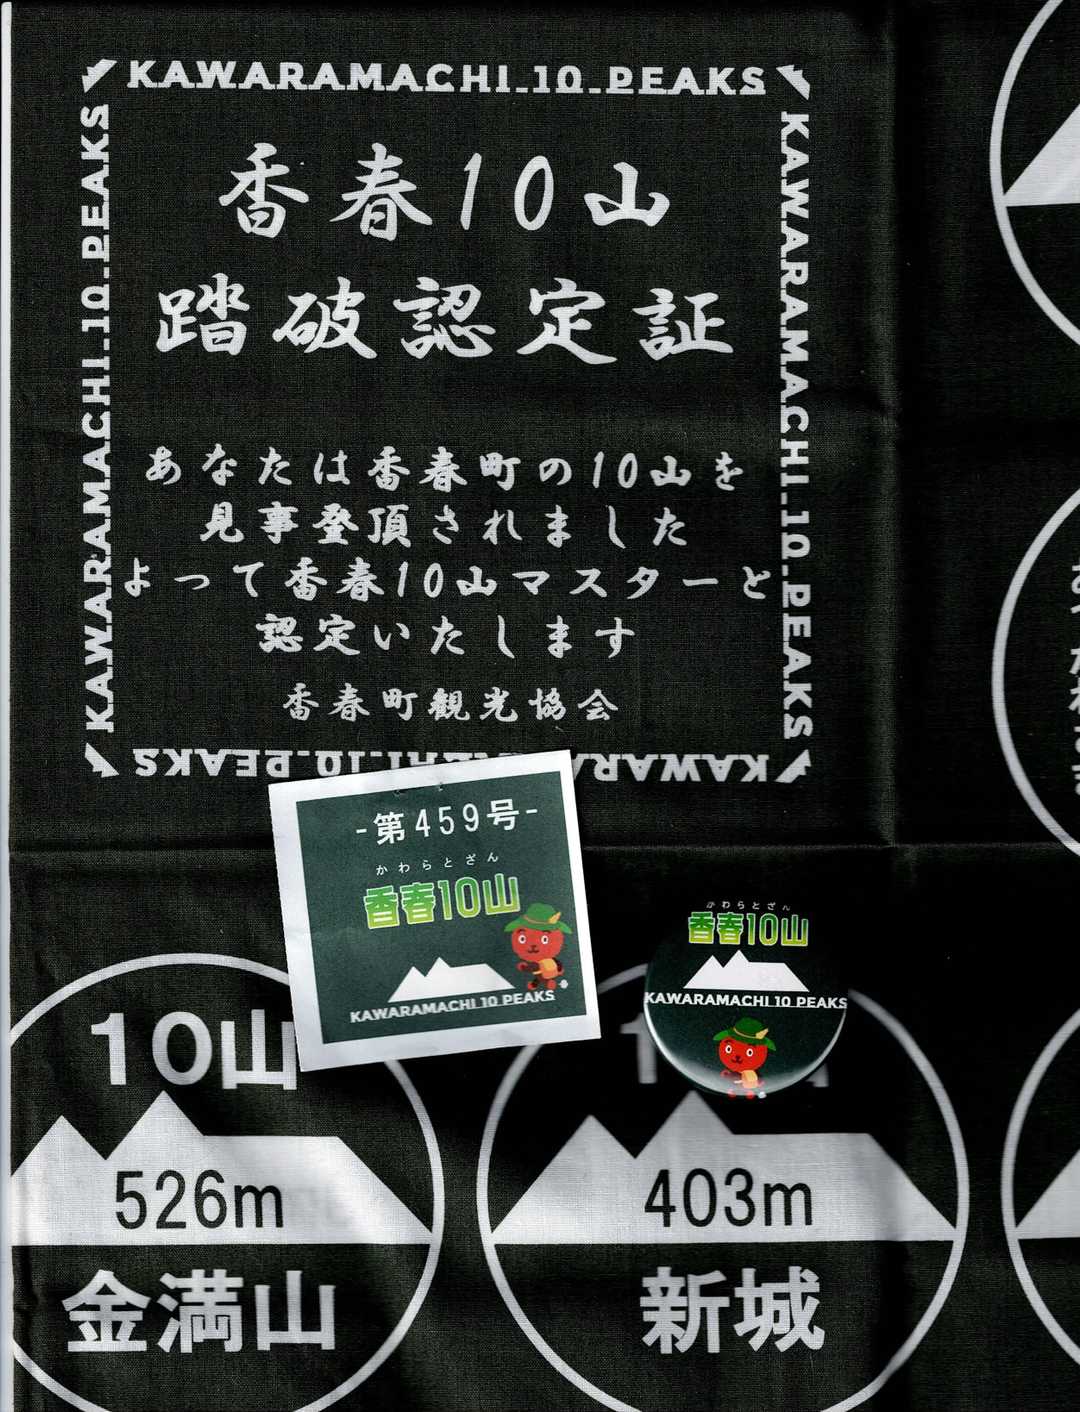 KAWARAMACHI 10 PEAKS
KAWARAMACHI 10 PEAKS
KAWARAMACHI 10 PEAKS
香春10山
踏破認定証
あなたは香春町の10山を
見事登頂されました
よって香春10山マスターと
認定いたします
香春町観光協会
KAWARAMACHI 10 PEAKS
-第459号-
かわらとざん
香春10山
KAWARAMACHI 10 PEAKS
かわらとざん
香春10山
KAWARAMACHI 10 PEAKS
10山
526m
金満山
403m
新城